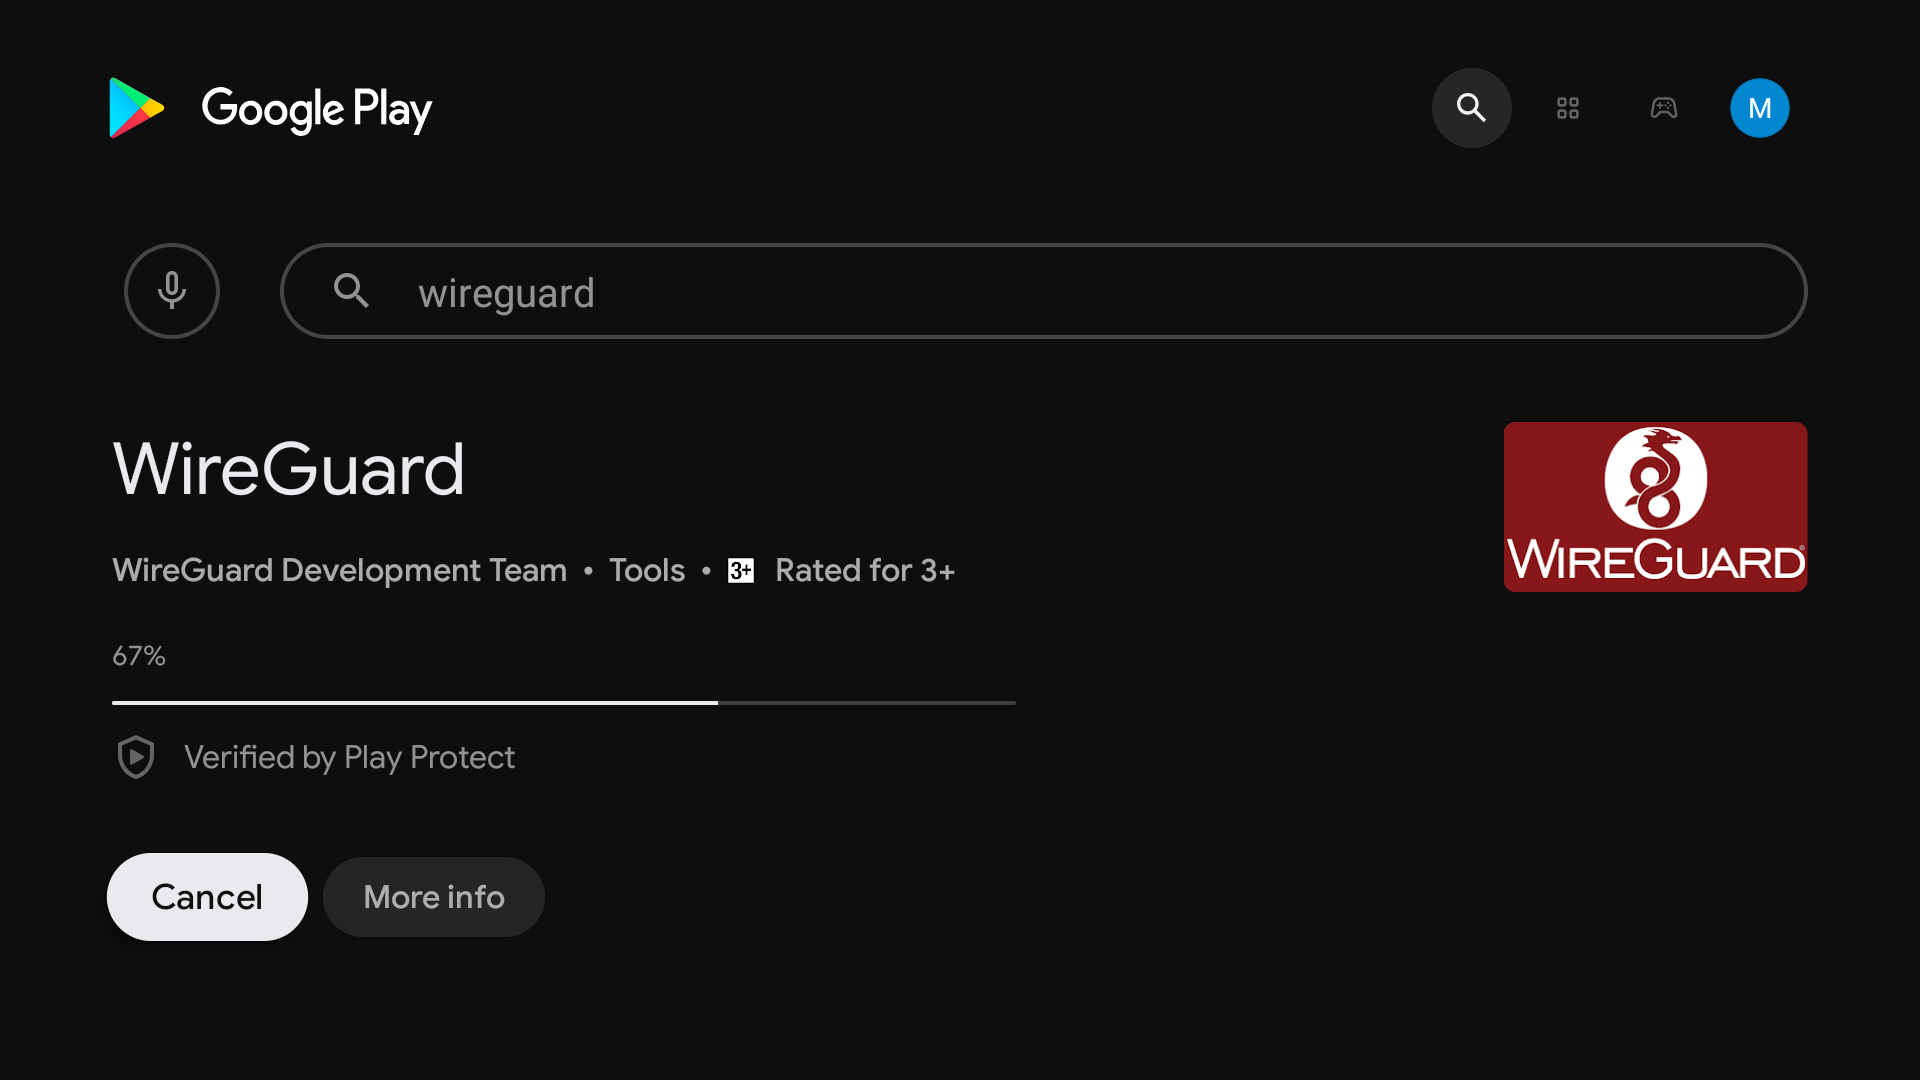 Google Play
M
wireguard
WireGuard
WIREGUARD®
WireGuard Development Team • Tools • 3+ Rated for 3+
67%
Verified by Play Protect
Cancel
More info